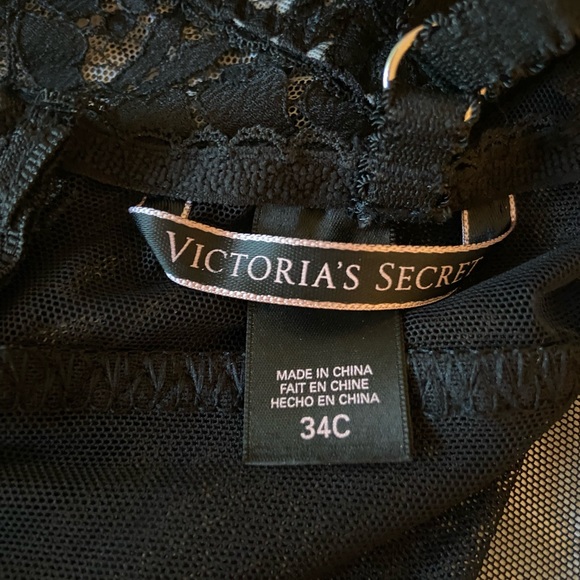 VICTORIA'S SECRET
MADE IN CHINA
FAIT EN CHINE
HECHO EN CHINA
34C